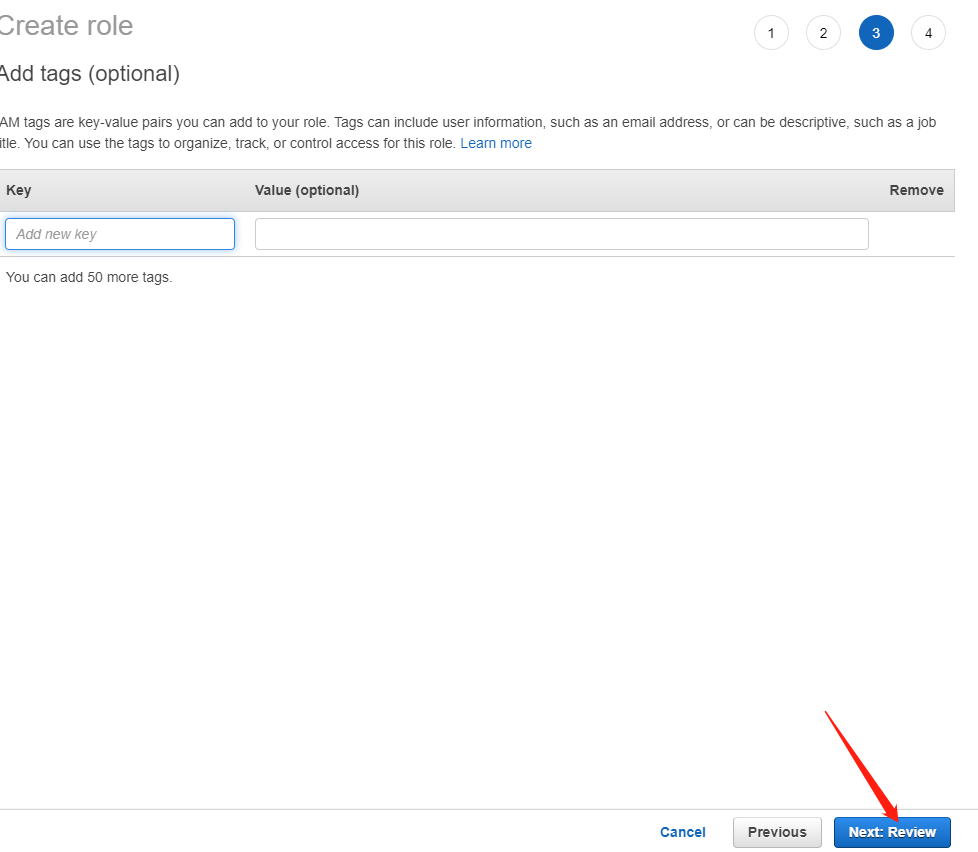 Create role
1 2 3 4
Add tags (optional)
AM tags are key-value pairs you can add to your role. Tags can include user information, such as an email address, or can be descriptive, such as a job
itle. You can use the tags to organize, track, or control access for this role. Learn more
Key Value (optional) Remove
Add new key
You can add 50 more tags.
Cancel Previous Next: Review